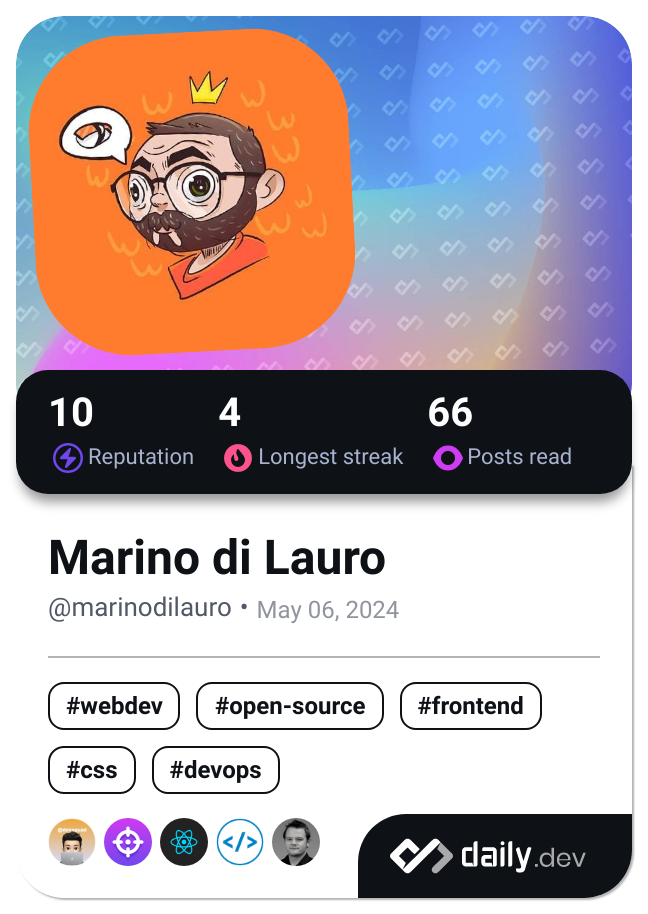 10
4
66
Reputation
Longest streak
Posts read
Marino di Lauro
@marinodilauro • May 06, 2024
#webdev
#open-source
#frontend
#css
#devops
</>
daily.dev